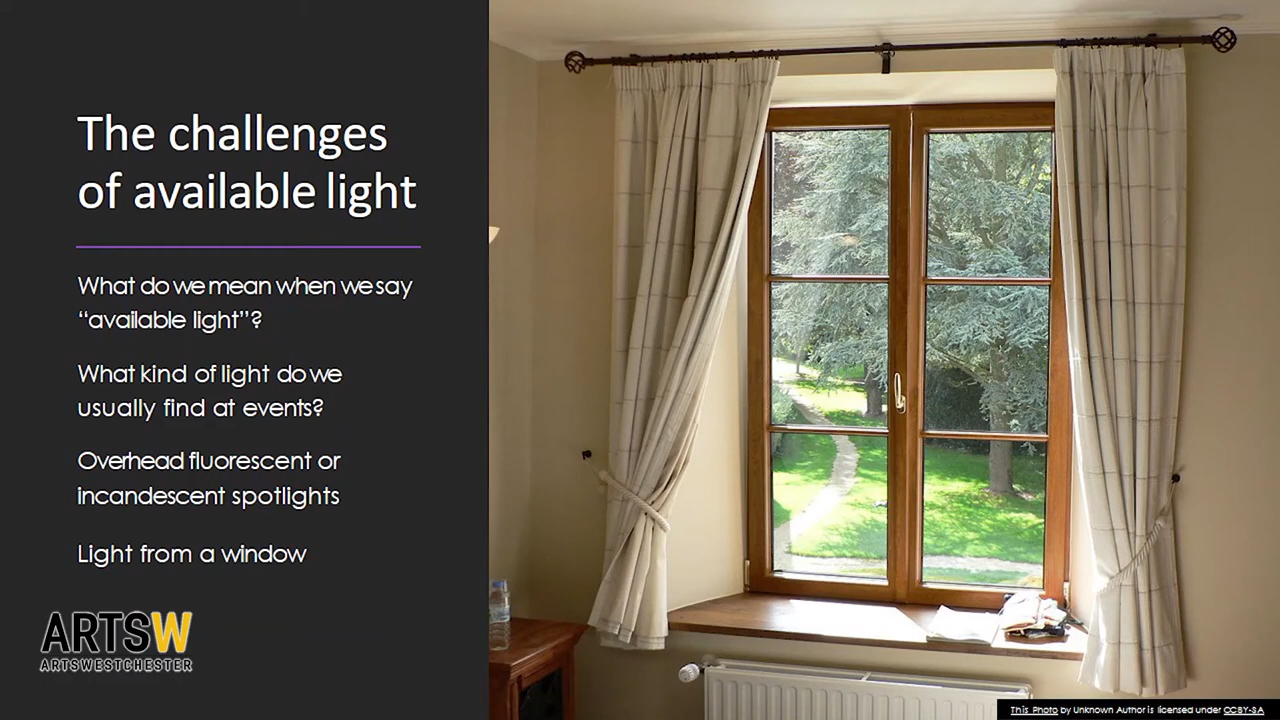 The challenges
of available light
What do we mean when we say
“available light”?
What kind of light do we
usually find at events?
Overhead fluorescent or
incandescent spotlights
Light from a window
ARTSW
ARTSWESTCHESTER
This Photo by Unknown Author is licensed under CCBY-SA